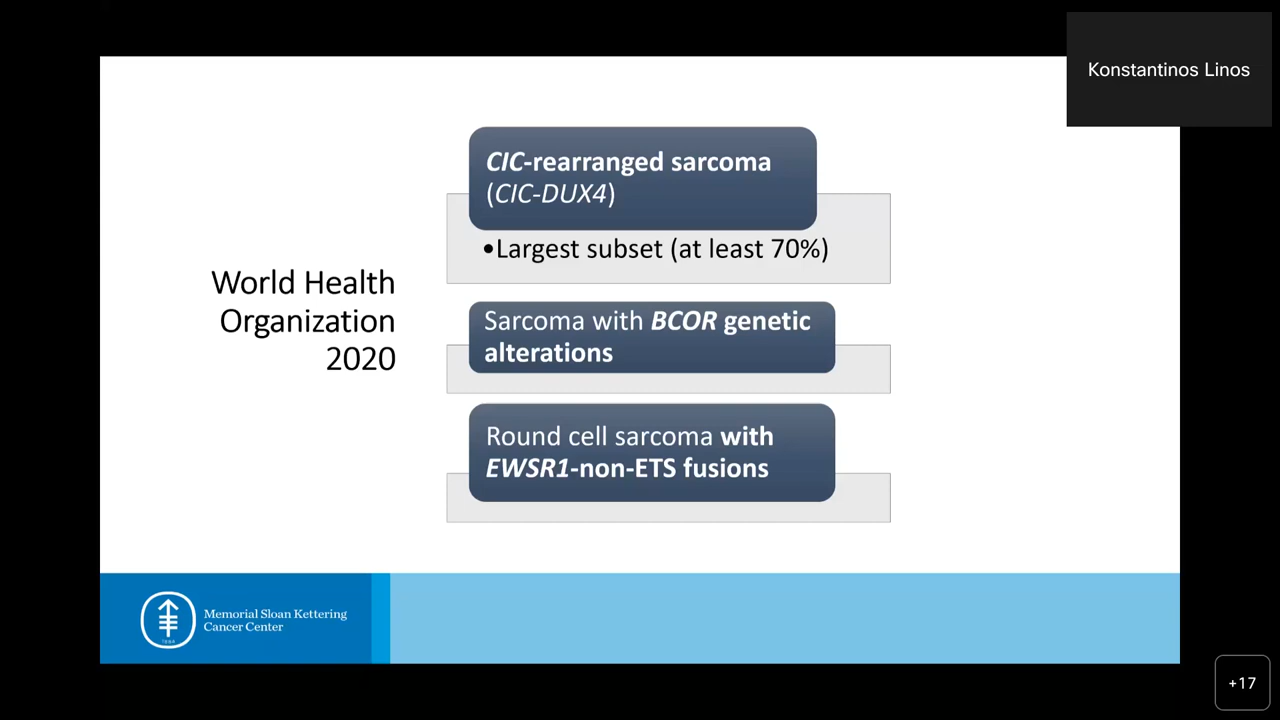 Konstantinos Linos
World Health
Organization
2020
CIC-rearranged sarcoma
(CIC-DUX4)
•Largest subset (at least 70%)
Sarcoma with BCOR genetic
alterations
Round cell sarcoma with
EWSR1-non-ETS fusions
Memorial Sloan Kettering
Cancer Center
+17